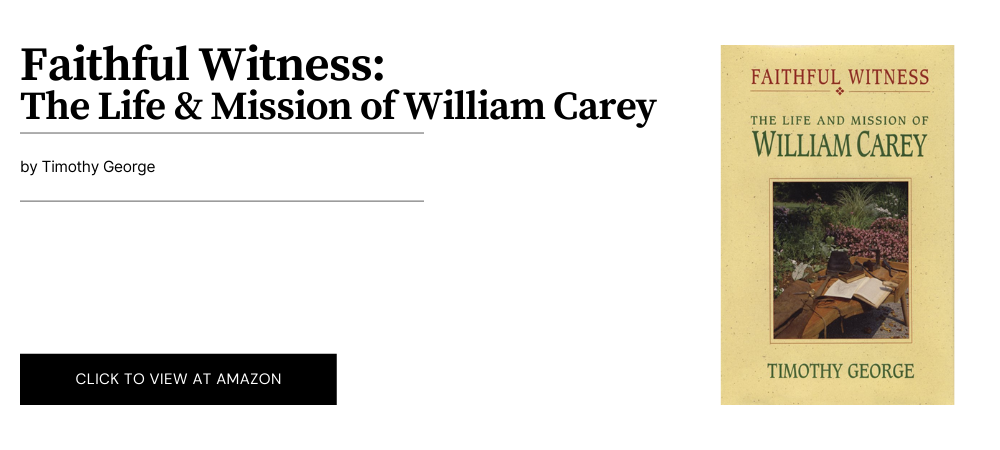 Faithful Witness:
The Life & Mission of William Carey
by Timothy George
CLICK TO VIEW AT AMAZON
FAITHFUL WITNESS
THE LIFE AND MISSION OF
WILLIAM CAREY
TIMOTHY GEORGE